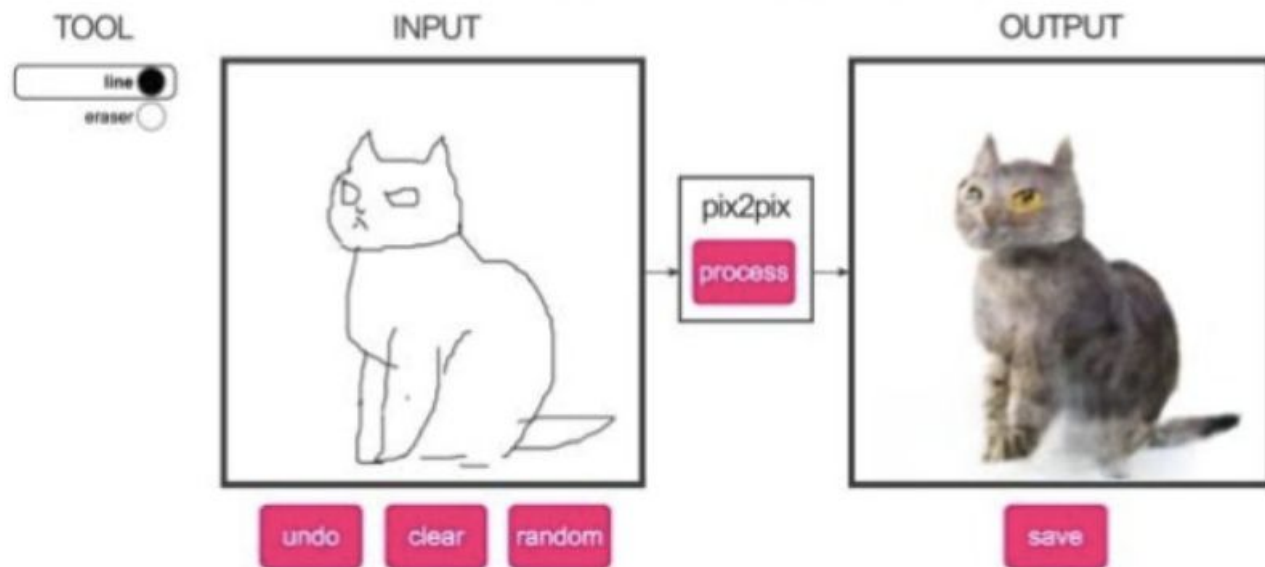 TOOL
INPUT
OUTPUT
line
eraser
pix2pix
process
undo
clear
random
save